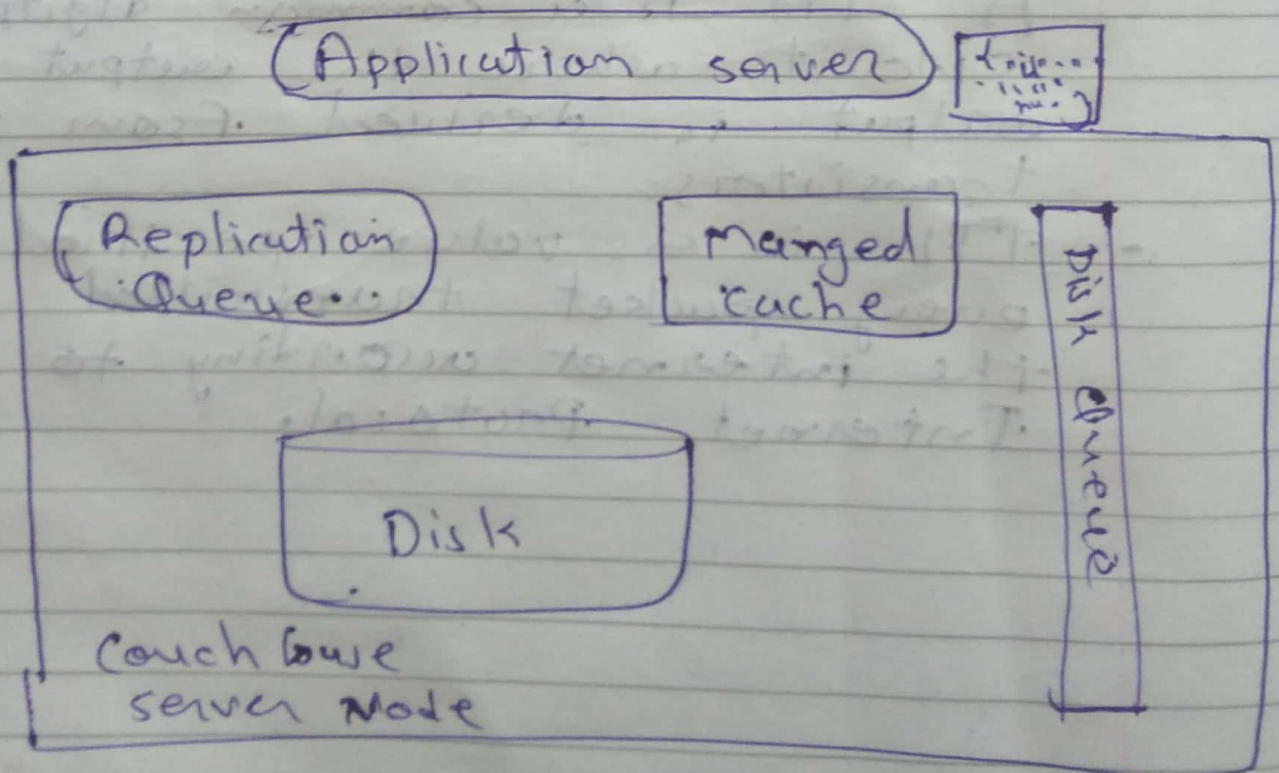 Application server
Replication
Queue
Manged
cache
Disk Queue
Disk
Couch base
server Node